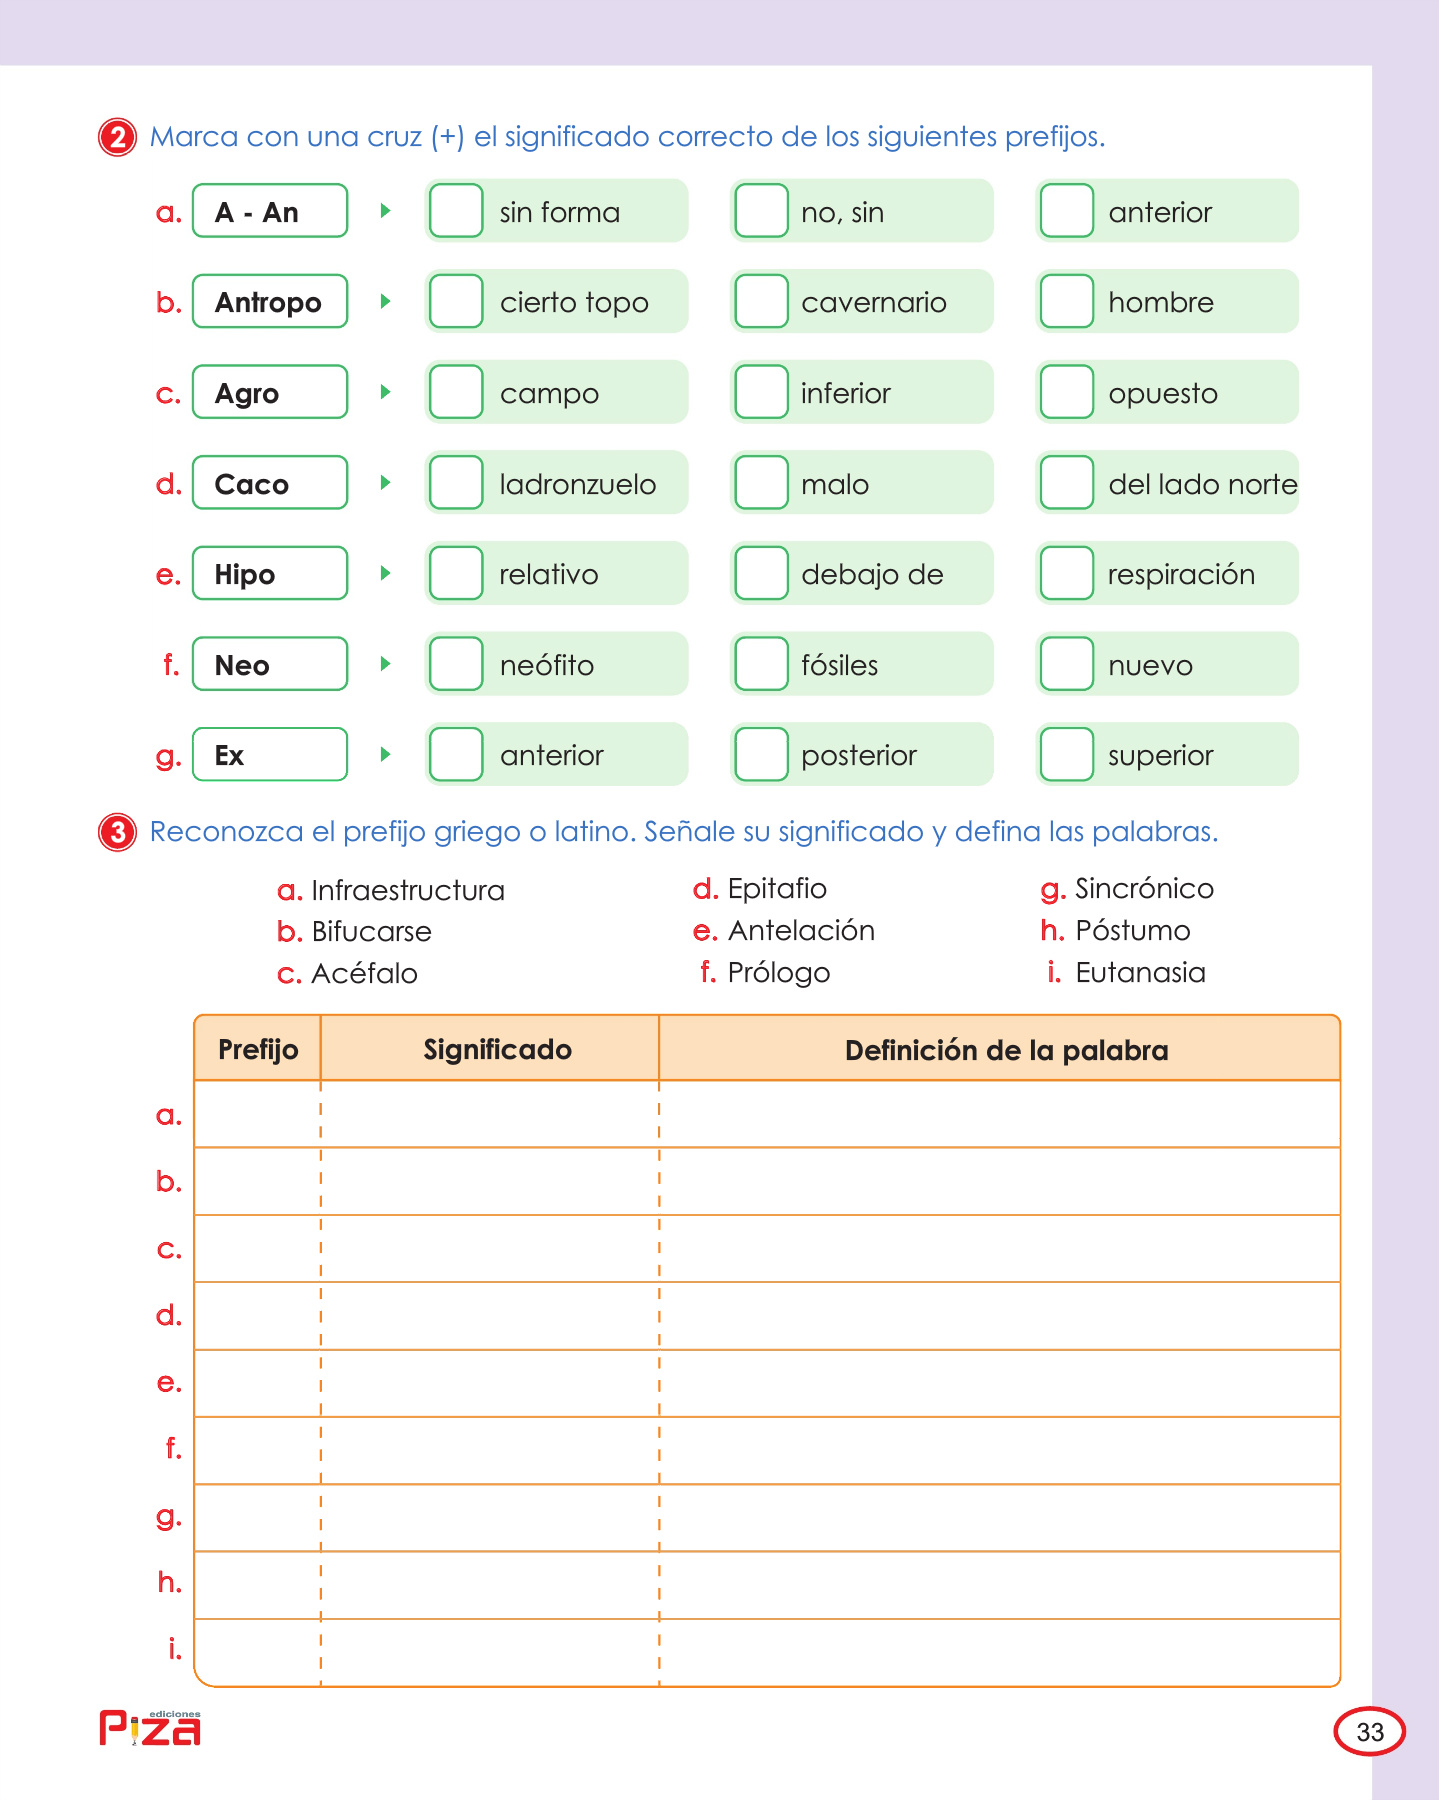 2 Marca con una cruz (+) el significado correcto de los siguientes prefijos.
a. A - An sin forma no, sin anterior
b. Antropo cierto topo cavernario hombre
c. Agro campo inferior opuesto
d. Caco ladronzuelo malo del lado norte
e. Hipo relativo debajo de respiración
f. Neo neófito fósiles nuevo
g. Ex anterior posterior superior
3 Reconozca el prefijo griego o latino. Señale su significado y defina las palabras.
a. Infraestructura d. Epitafio g. Sincrónico
b. Bifucarse e. Antelación h. Póstumo
c. Acéfalo f. Prólogo i. Eutanasia
Prefijo Significado Definición de la palabra
a.
b.
c.
d.
e.
f.
g.
h.
i.
ediciones
Piza
33